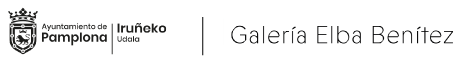 Ayuntamiento de
Pamplona
Iruñeko
Udala
Galería Elba Benítez